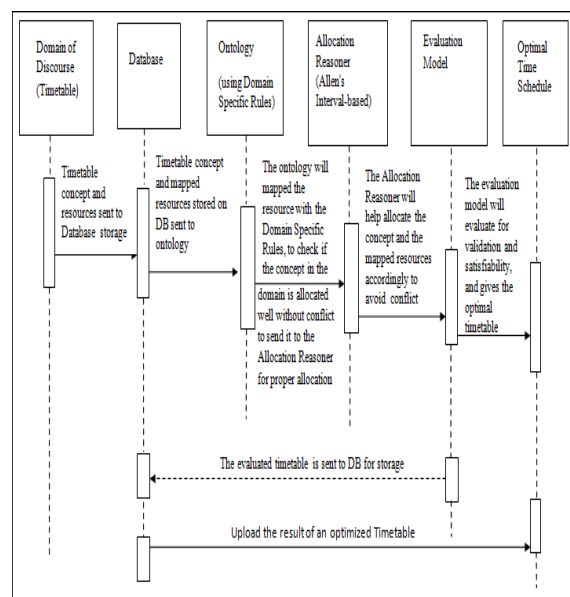 Domain of
Discourse
(Timetable)
Database
Ontology
(using Domain
Specific Rules)
Allocation
Reasoner
(Allen's
Interval-based)
Evaluation
Model
Optimal
Time
Schedule
Timetable
concept and
resources sent to
Database storage
Timetable concept
and mapped
resources stored on
DB sent to
ontology
The ontology will
mapped the
resource with the
Domain Specific
Rules, to check if
the concept in the
domain is allocated
well without conflict
to send it to the
Allocation Reasoner
for proper allocation
The Allocation
Reasoner will
help allocate the
concept and the
mapped resources
accordingly to
avoid conflict
The evaluation
model will
evaluate for
validation and
satisfiability,
and gives the
optimal
timetable
The evaluated timetable is sent to DB for storage
Upload the result of an optimized Timetable